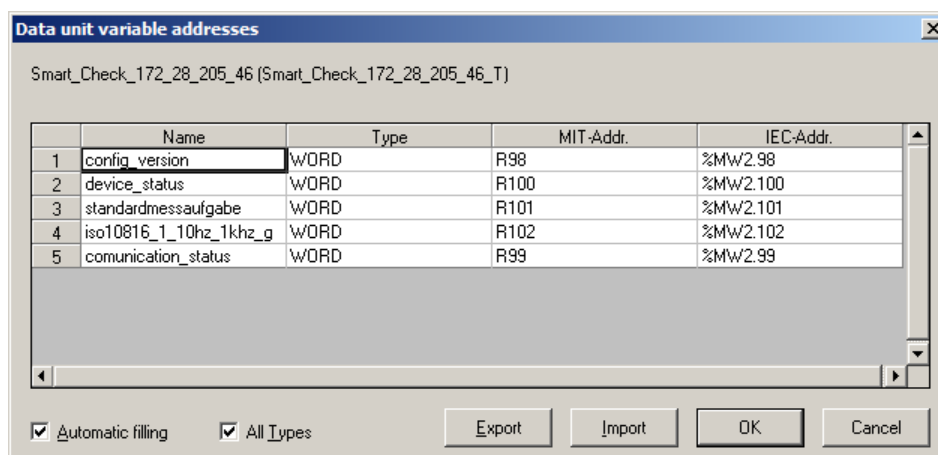 Data unit variable addresses
Smart_Check_172_28_205_46 (Smart_Check_172_28_205_46_T)
Name Type MIT-Addr. IEC-Addr.
1 config_version WORD R98 %MW2.98
2 device_status WORD R100 %MW2.100
3 standardmessaufgabe WORD R101 %MW2.101
4 iso10816_1_10hz_1khz_g WORD R102 %MW2.102
5 comunication_status WORD R99 %MW2.99
Automatic filling All Types Export Import OK Cancel